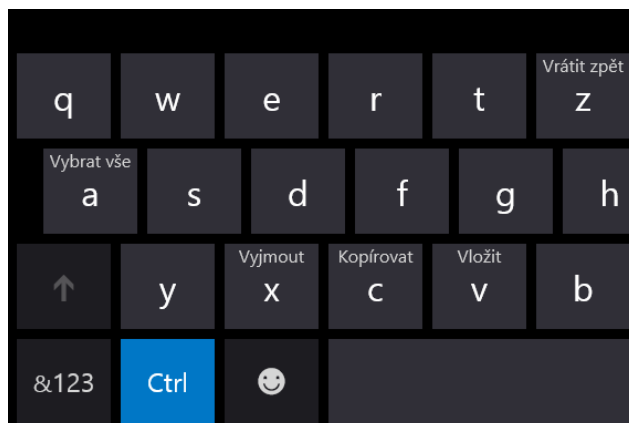 Vrátit zpět
q w e r t z
Vybrat vše
a s d f g h
Vyjmout Kopírovat Vložit
y x c v b
&123 Ctrl